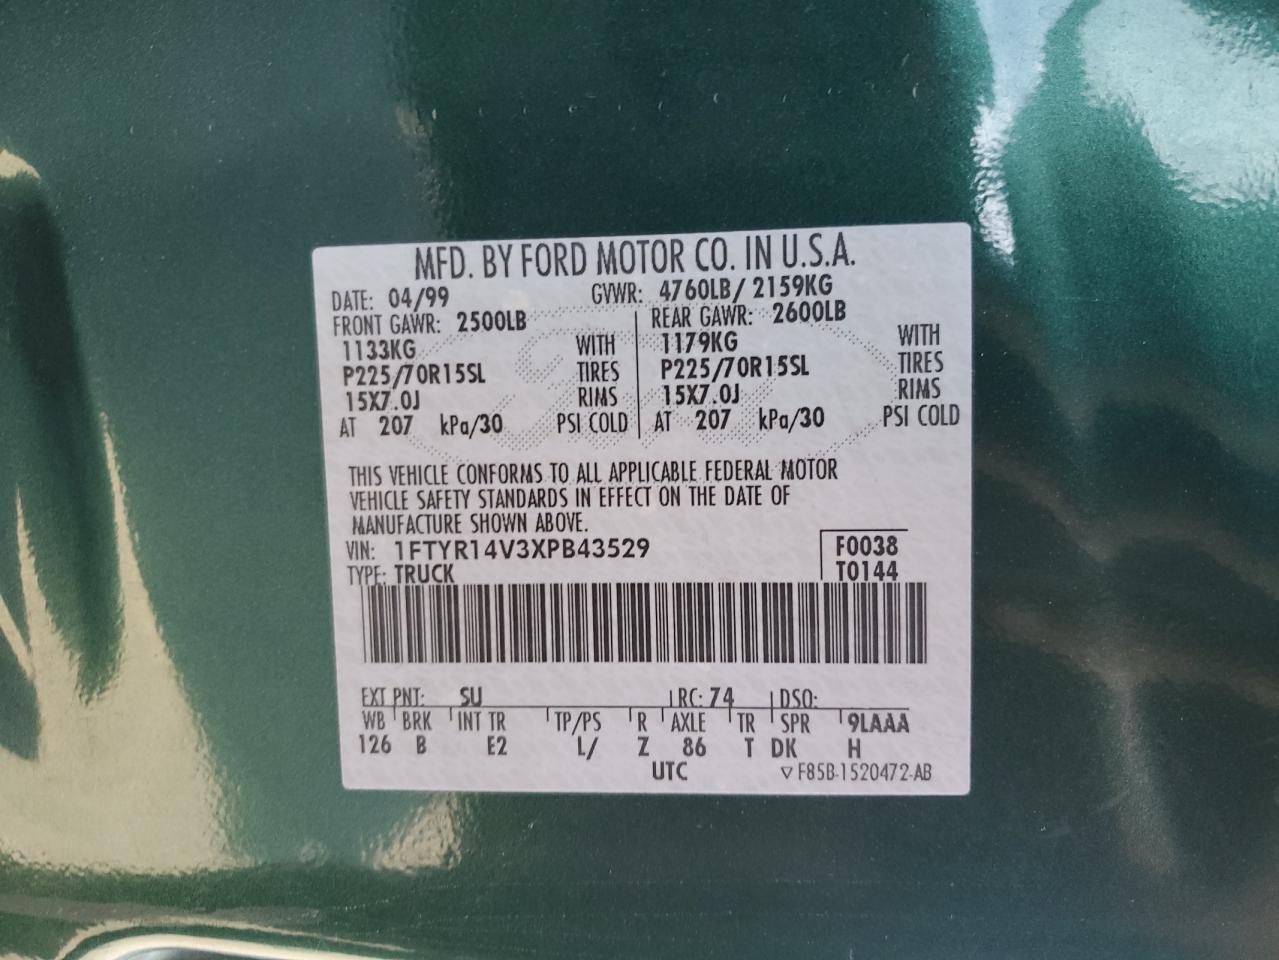 MFD. BY FORD MOTOR CO. IN U.S.A.
DATE: 04/99 GVWR: 4760LB/ 2159KG
FRONT GAWR: 2500LB REAR GAWR: 2600LB
1133KG WITH 1179KG WITH
P225/70R15SL TIRES P225/70R15SL TIRES
15X7.0J RIMS 15X7.0J RIMS
AT 207 kPa/30 PSI COLD AT 207 kPa/30 PSI COLD
THIS VEHICLE CONFORMS TO ALL APPLICABLE FEDERAL MOTOR
VEHICLE SAFETY STANDARDS IN EFFECT ON THE DATE OF
MANUFACTURE SHOWN ABOVE.
VIN: 1FTYR14V3XPB43529 F0038
TYPE: TRUCK T0144
EXT PNT: SU RC: 74 DSO:
WB BRK INT TR TP/PS R AXLE TR SPR 9LAAA
126 B E2 L/ Z 86 T DK H
UTC ▽ F85B-1520472-AB